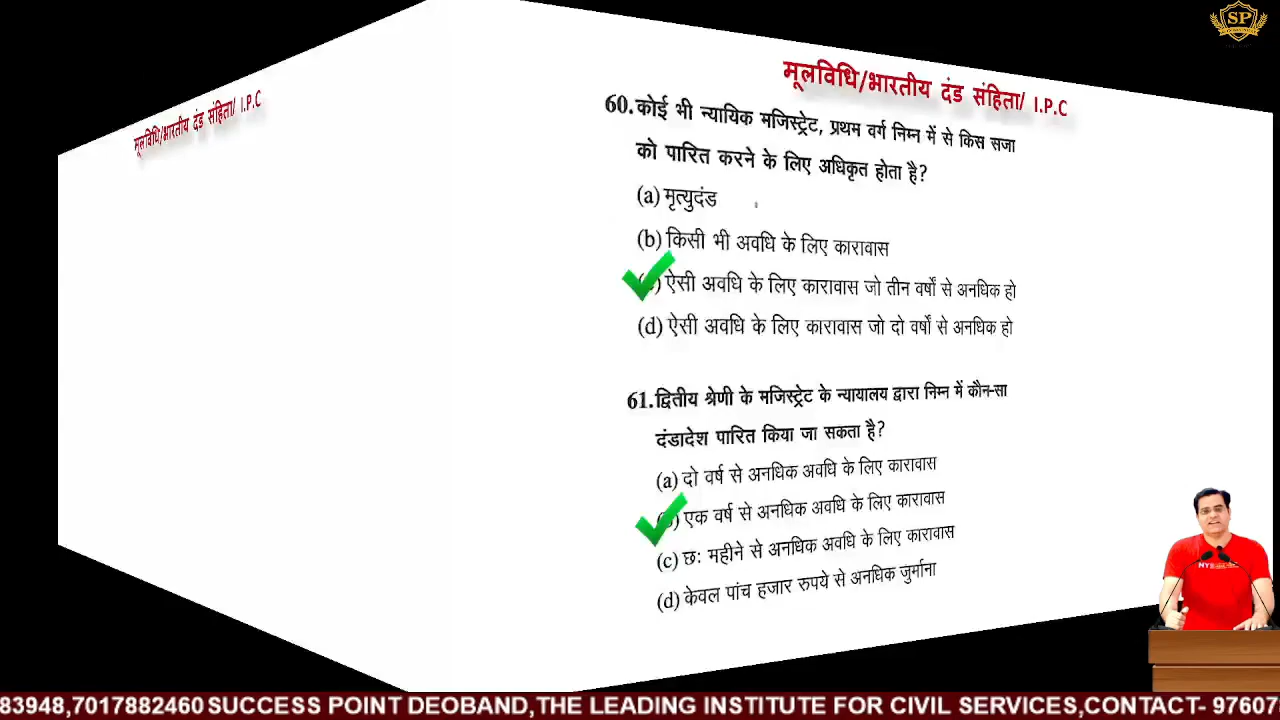 SP
मूलविधि/भारतीय दंड संहिता/ I.P.C
मूलविधि/भारतीय दंड संहिता/ I.P.C
60. कोई भी न्यायिक मजिस्ट्रेट, प्रथम वर्ग निम्न में से किस सजा
को पारित करने के लिए अधिकृत होता है?
(a) मृत्युदंड
(b) किसी भी अवधि के लिए कारावास
ऐसी अवधि के लिए कारावास जो तीन वर्षों से अनधिक हो
(d) ऐसी अवधि के लिए कारावास जो दो वर्षों से अनधिक हो
61. द्वितीय श्रेणी के मजिस्ट्रेट के न्यायालय द्वारा निम्न में कौन-सा
दंडादेश पारित किया जा सकता है?
(a) दो वर्ष से अनधिक अवधि के लिए कारावास
एक वर्ष से अनधिक अवधि के लिए कारावास
(c) छः महीने से अनधिक अवधि के लिए कारावास
(d) केवल पांच हजार रुपये से अनधिक जुर्माना
83948,7017882460 SUCCESS POINT DEOBAND,THE LEADING INSTITUTE FOR CIVIL SERVICES,CONTACT- 97607